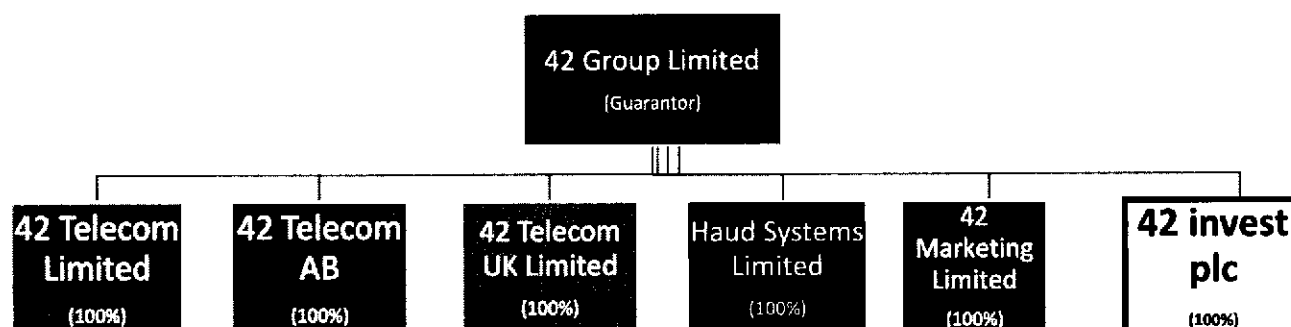 42 Group Limited
(Guarantor)
42 Telecom
Limited
(100%)
42 Telecom
AB
(100%)
42 Telecom
UK Limited
(100%)
Haud Systems
Limited
(100%)
42
Marketing
Limited
(100%)
42 invest
plc
(100%)